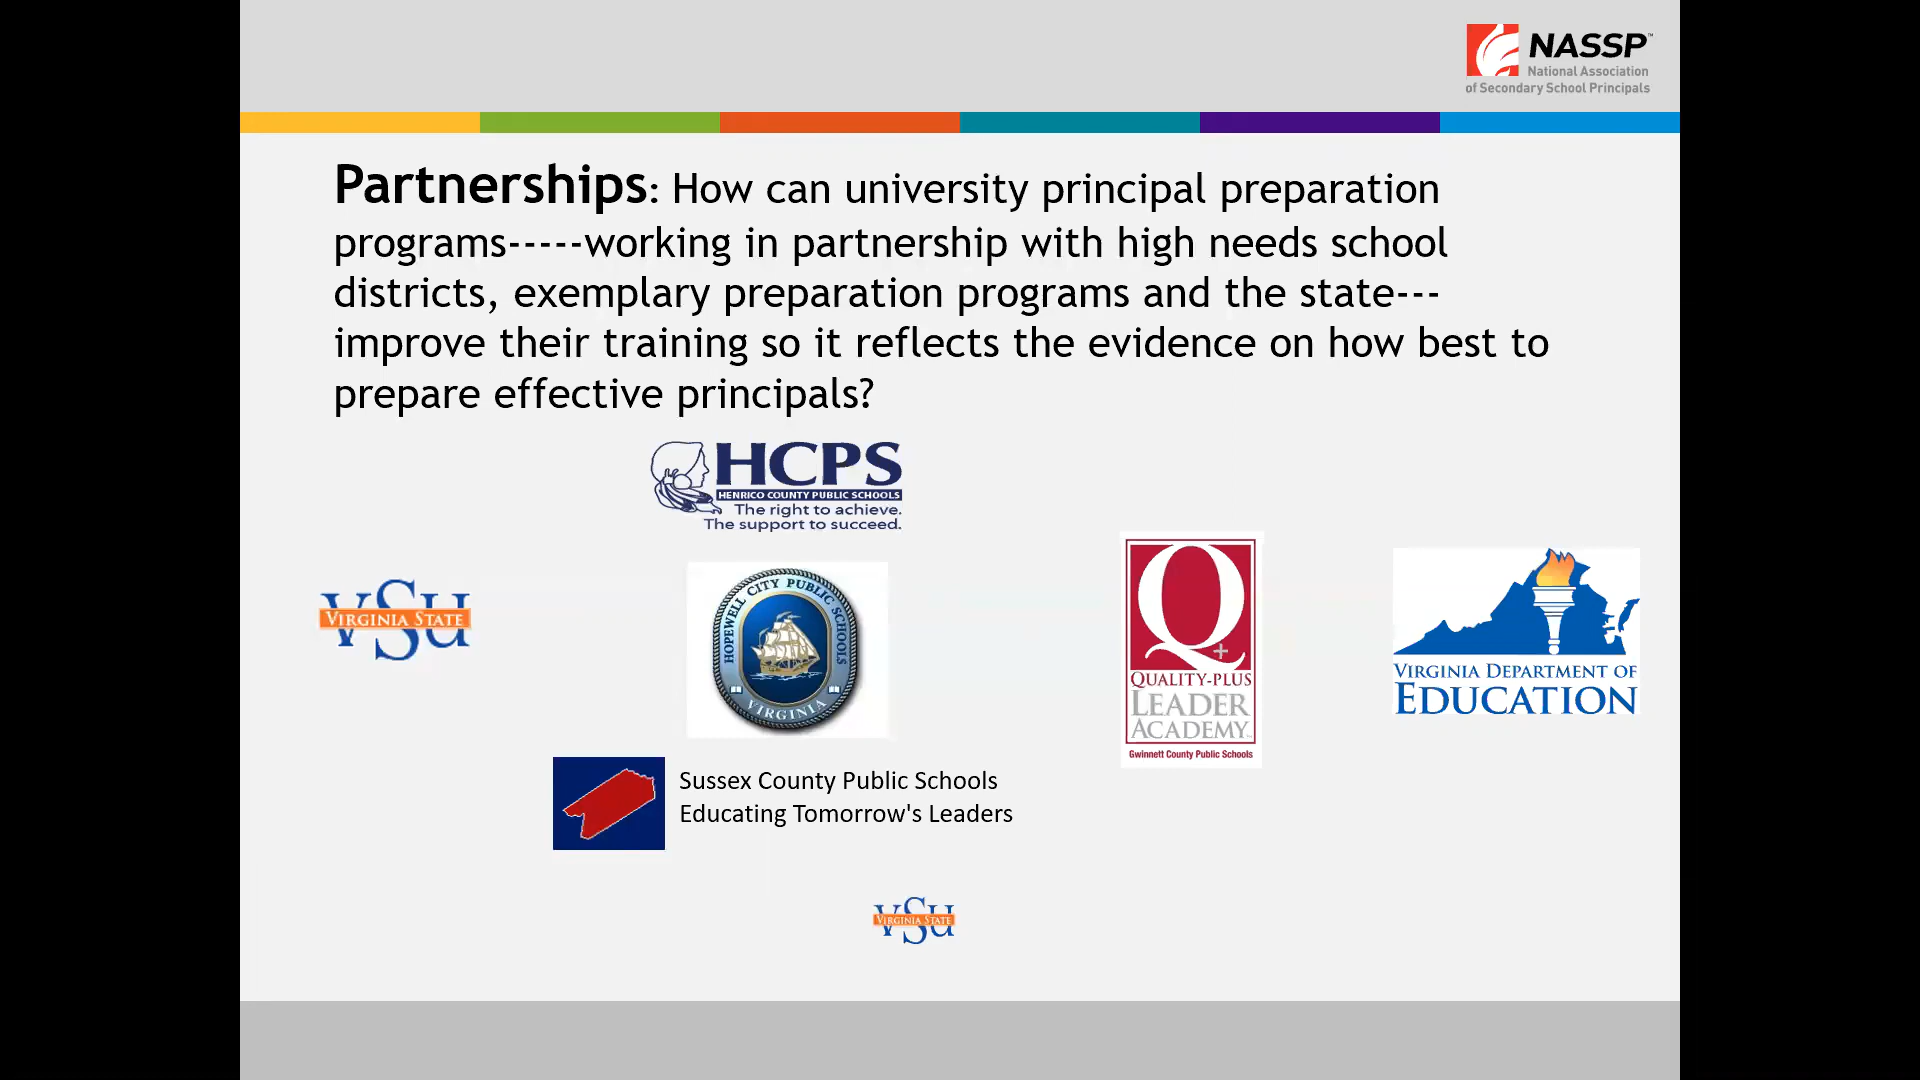 NASSP™
National Association
of Secondary School Principals
Partnerships: How can university principal preparation
programs-----working in partnership with high needs school
districts, exemplary preparation programs and the state---
improve their training so it reflects the evidence on how best to
prepare effective principals?
HCPS
HENRICO COUNTY PUBLIC SCHOOLS
The right to achieve.
The support to succeed.
VSU
VIRGINIA STATE
HOPEWELL CITY PUBLIC SCHOOLS
VIRGINIA
Q+
QUALITY-PLUS
LEADER
ACADEMY
Gwinnett County Public Schools
VIRGINIA DEPARTMENT OF
EDUCATION
Sussex County Public Schools
Educating Tomorrow's Leaders
VSU
VIRGINIA STATE